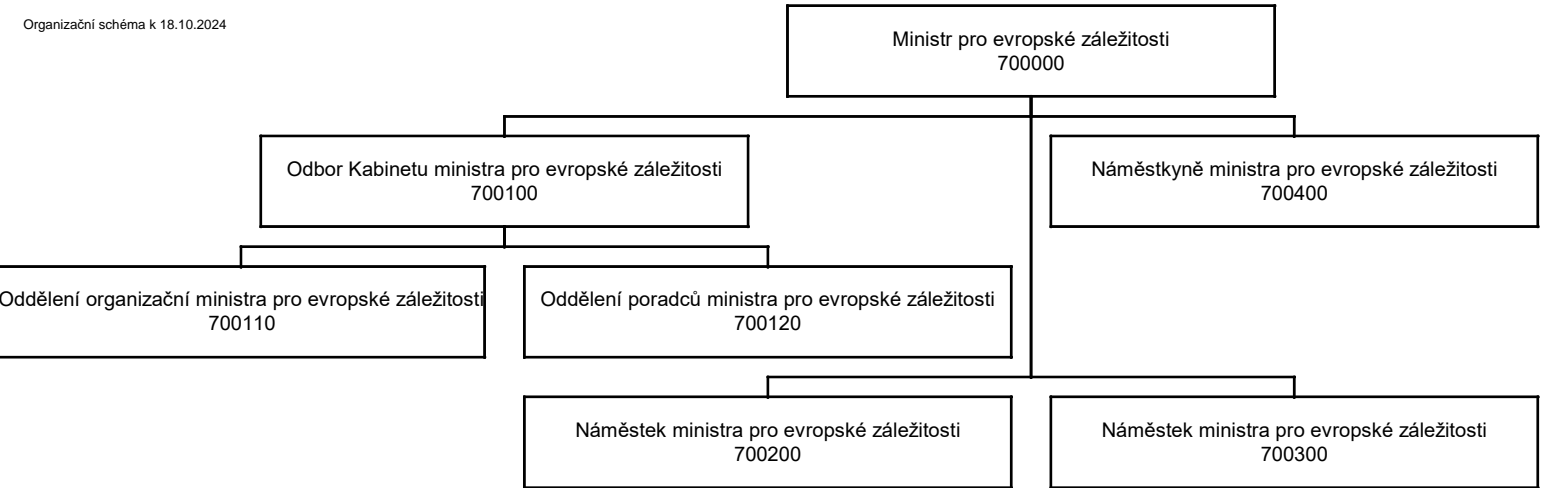 Organizační schéma k 18.10.2024
Ministr pro evropské záležitosti
700000
Odbor Kabinetu ministra pro evropské záležitosti
700100
Náměstkyně ministra pro evropské záležitosti
700400
Oddělení organizační ministra pro evropské záležitosti
700110
Oddělení poradců ministra pro evropské záležitosti
700120
Náměstek ministra pro evropské záležitosti
700200
Náměstek ministra pro evropské záležitosti
700300